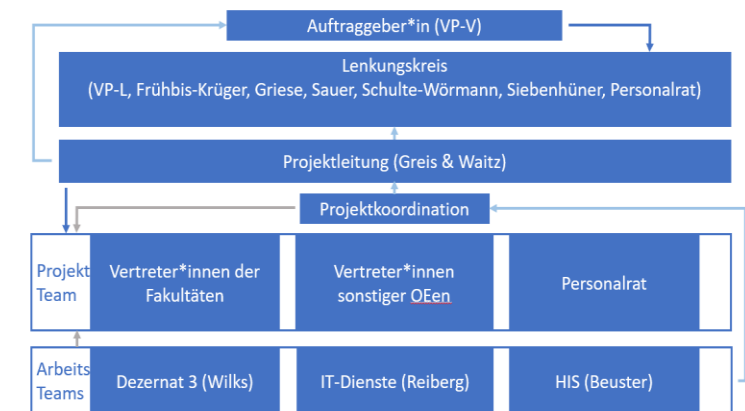 Auftraggeber*in (VP-V)
Lenkungskreis
(VP-L, Frühbis-Krüger, Griese, Sauer, Schulte-Wörmann, Siebenhüner, Personalrat)
Projektleitung (Greis & Waitz)
Projektkoordination
Projekt
Team
Vertreter*innen der
Fakultäten
Vertreter*innen
sonstiger OEen
Personalrat
Arbeits
Teams
Dezernat 3 (Wilks)
IT-Dienste (Reiberg)
HIS (Beuster)